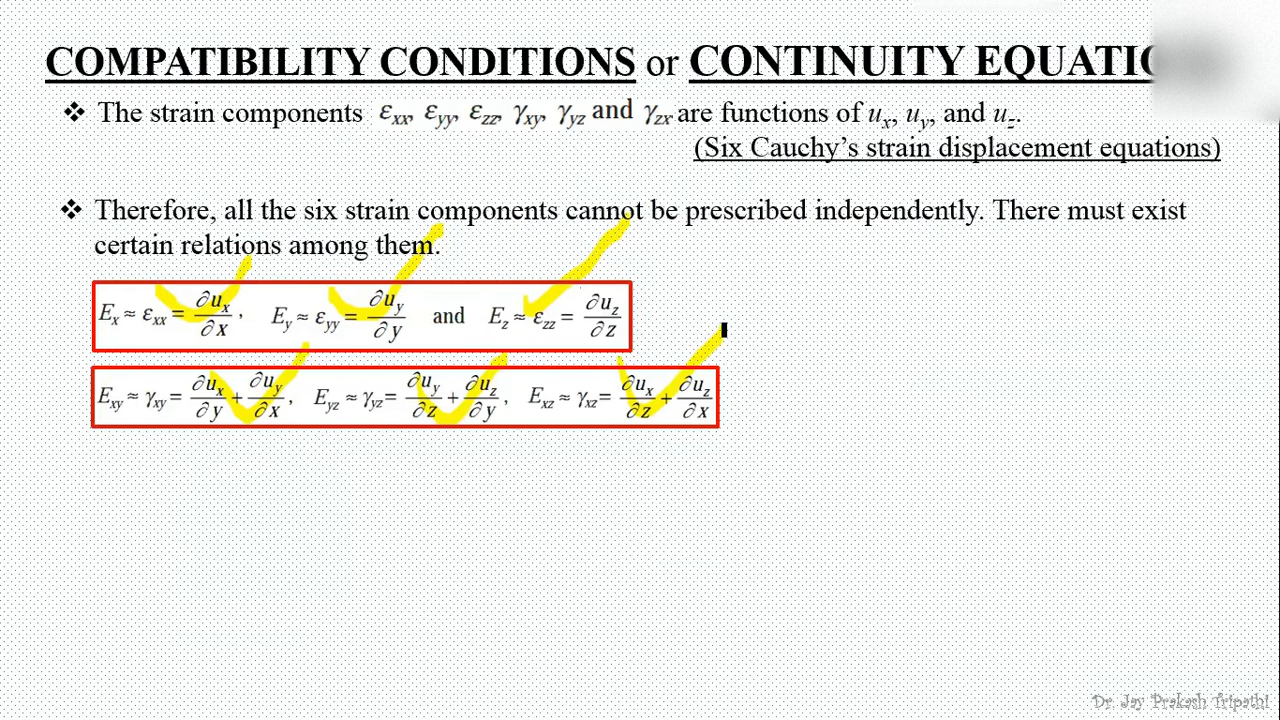 COMPATIBILITY CONDITIONS or CONTINUITY
❖ The strain components εxx, εyy, εzz, γxy, γyz and γzx are functions of ux, uy, and uz.
(Six Cauchy’s strain displacement equations)
❖ Therefore, all the six strain components cannot be prescribed independently. There must exist
certain relations among them.
Ex ≈ εxx = ∂ux/∂x, Ey ≈ εyy = ∂uy/∂y and Ez ≈ εzz = ∂uz/∂z
Exy ≈ γxy = ∂ux/∂y + ∂uy/∂x, Eyz ≈ γyz = ∂uy/∂z + ∂uz/∂y, Exz ≈ γxz = ∂ux/∂z + ∂uz/∂x
Dr. Jay Prakash Tripathi